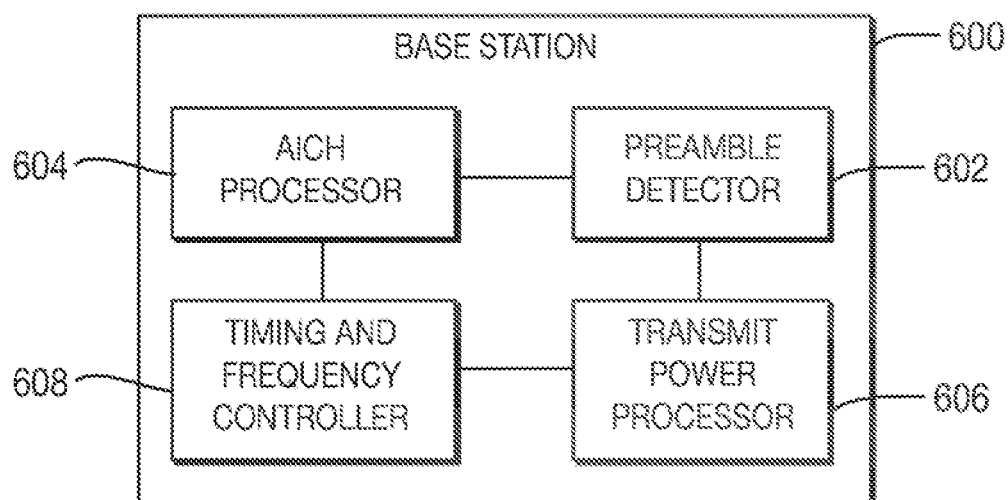 BASE STATION
600
604
AICH
PROCESSOR
PREAMBLE
DETECTOR
602
608
TIMING AND
FREQUENCY
CONTROLLER
TRANSMIT
POWER
PROCESSOR
606